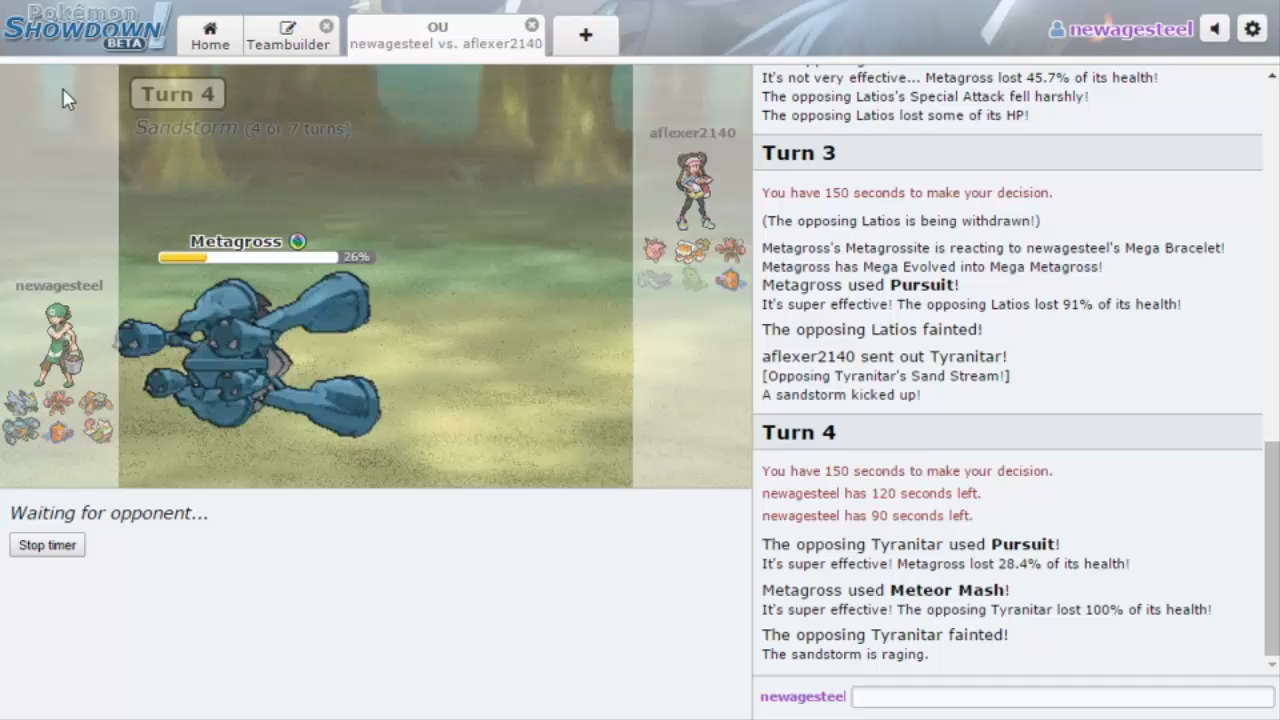 Pokémon
SHOWDOWN!
BETA
Home
Teambuilder
OU
newagesteel vs. aflexer2140
+
newagesteel
Turn 4
Sandstorm (4 or 7 turns)
aflexer2140
Metagross
26%
newagesteel
Waiting for opponent...
Stop timer
It's not very effective... Metagross lost 45.7% of its health!
The opposing Latios's Special Attack fell harshly!
The opposing Latios lost some of its HP!
Turn 3
You have 150 seconds to make your decision.
(The opposing Latios is being withdrawn!)
Metagross's Metagrossite is reacting to newagesteel's Mega Bracelet!
Metagross has Mega Evolved into Mega Metagross!
Metagross used Pursuit!
It's super effective! The opposing Latios lost 91% of its health!
The opposing Latios fainted!
aflexer2140 sent out Tyranitar!
[Opposing Tyranitar's Sand Stream!]
A sandstorm kicked up!
Turn 4
You have 150 seconds to make your decision.
newagesteel has 120 seconds left.
newagesteel has 90 seconds left.
The opposing Tyranitar used Pursuit!
It's super effective! Metagross lost 28.4% of its health!
Metagross used Meteor Mash!
It's super effective! The opposing Tyranitar lost 100% of its health!
The opposing Tyranitar fainted!
The sandstorm is raging.
newagesteel